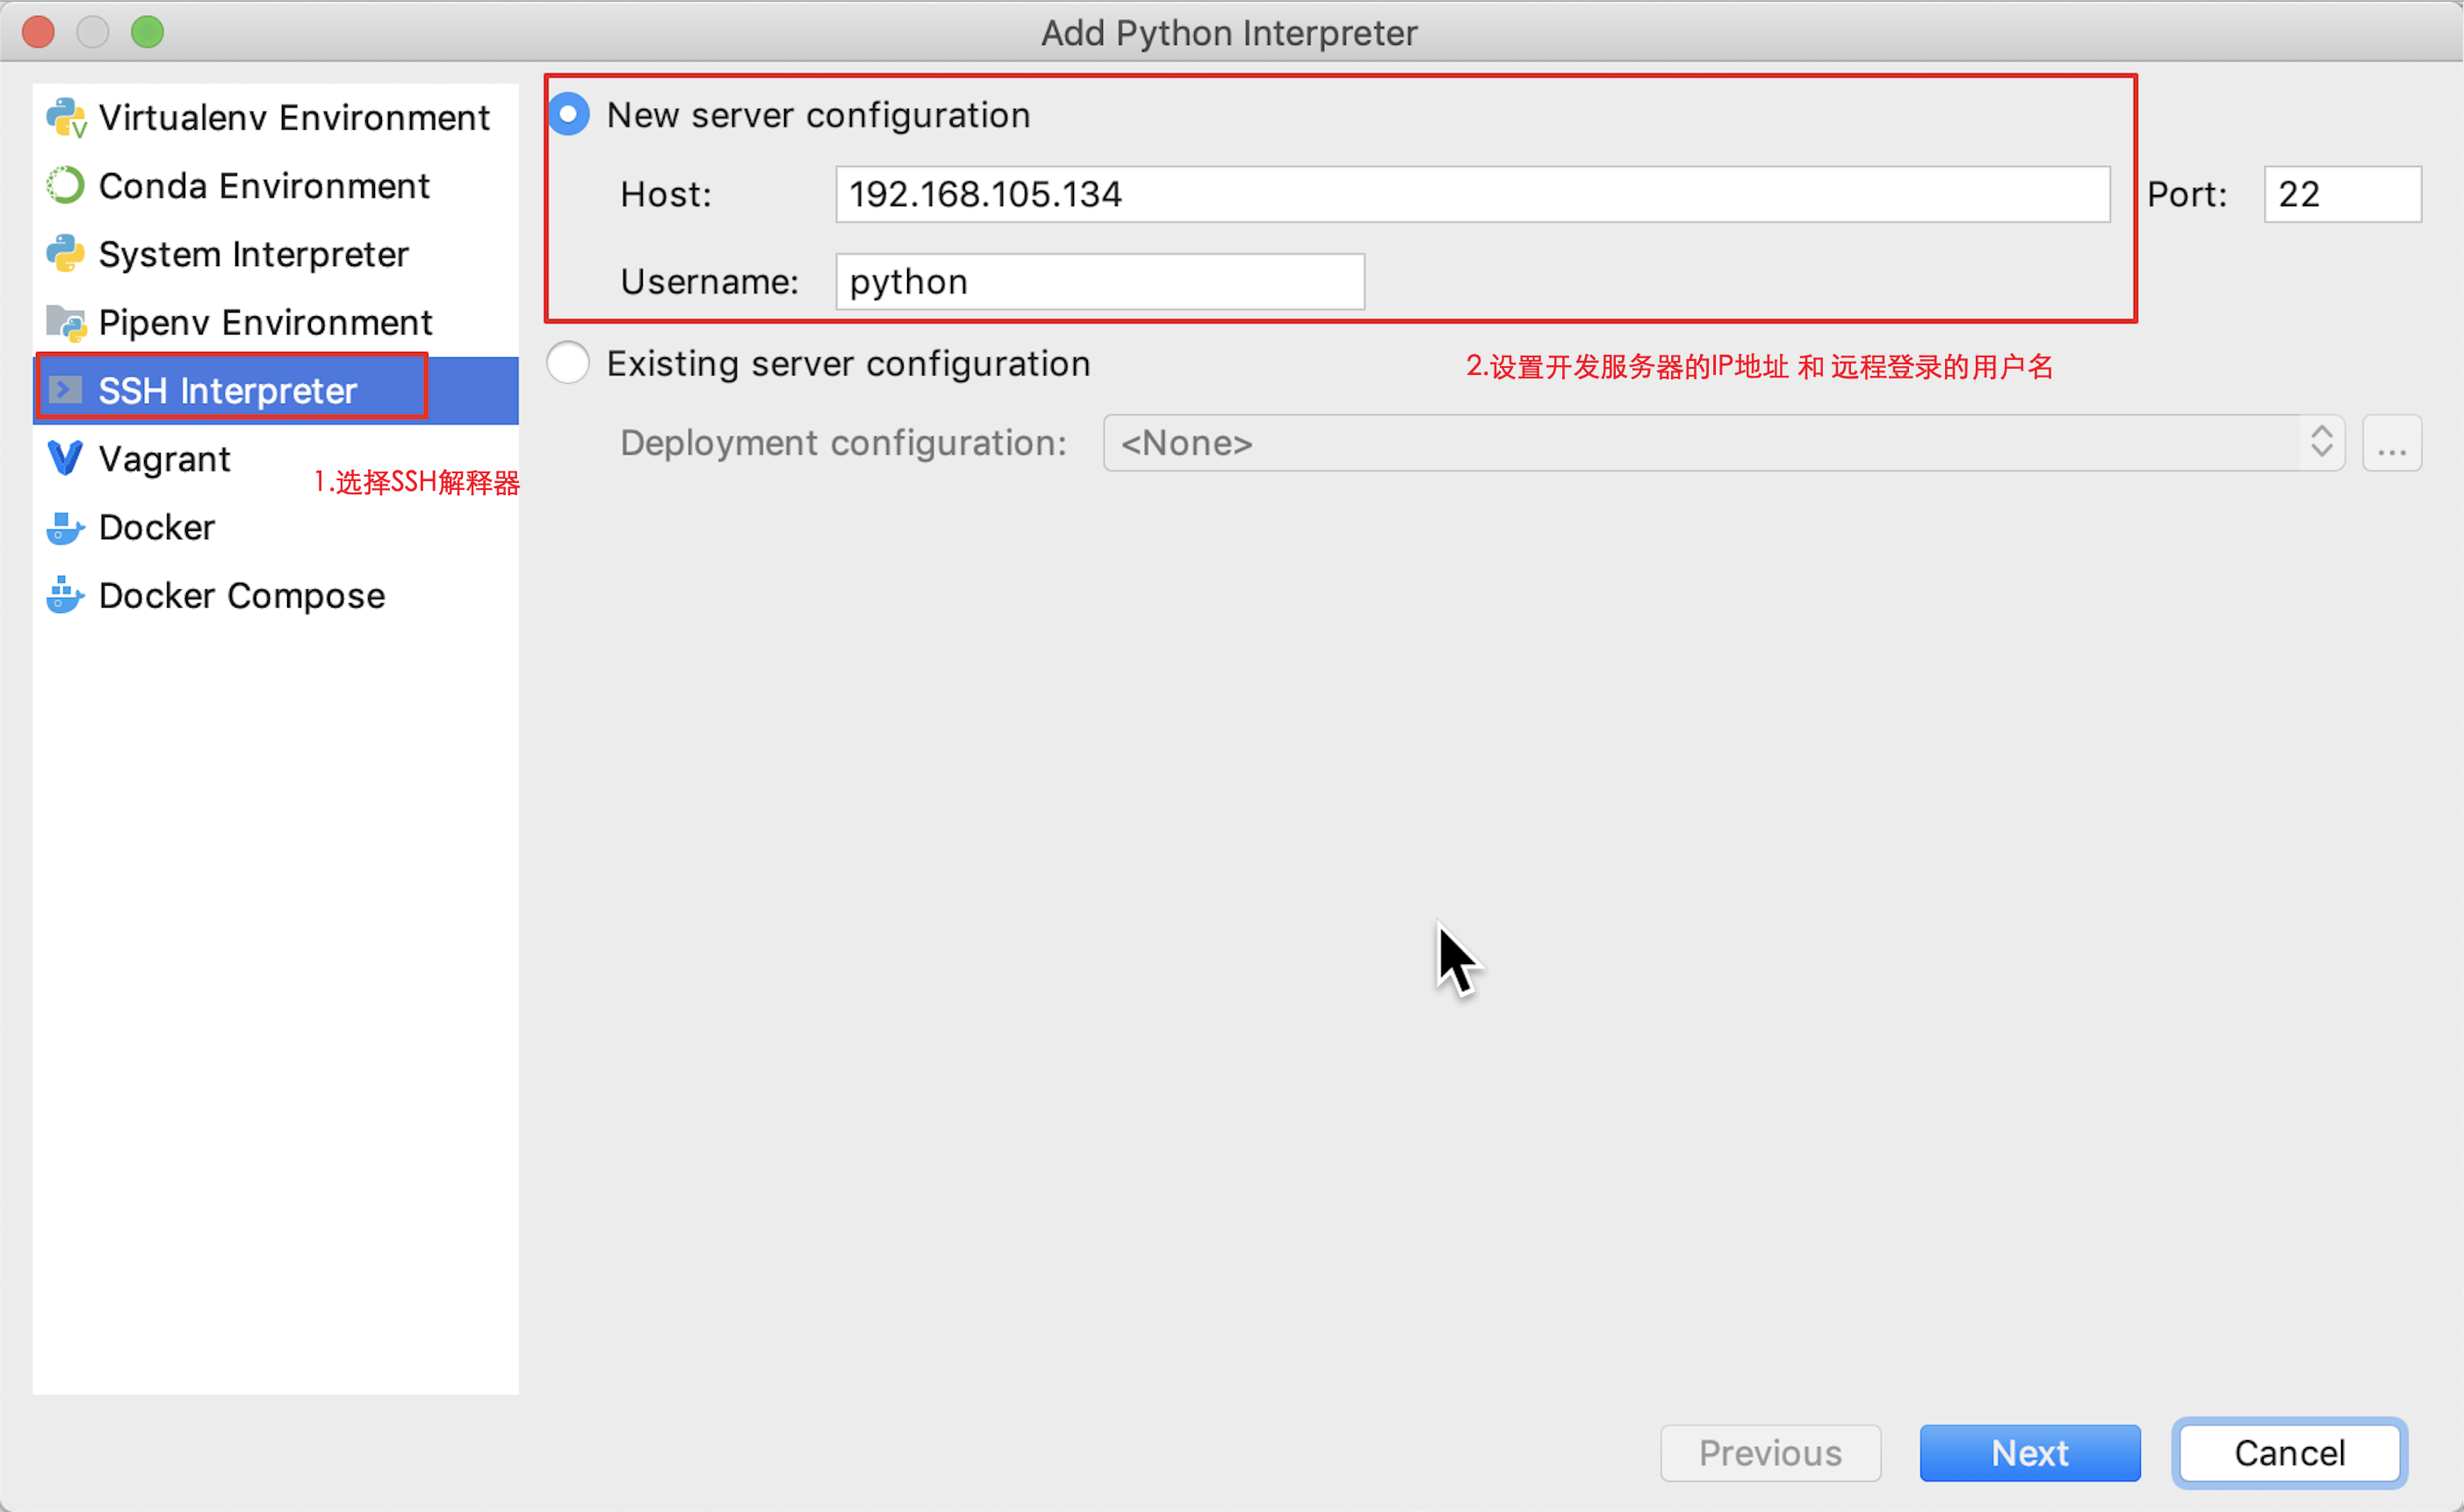 Add Python Interpreter
Virtualenv Environment
Conda Environment
System Interpreter
Pipenv Environment
SSH Interpreter
Vagrant
1.选择SSH解释器
Docker
Docker Compose
New server configuration
Host: 192.168.105.134 Port: 22
Username: python
Existing server configuration
2.设置开发服务器的IP地址 和 远程登录的用户名
Deployment configuration: <None> ...
Previous Next Cancel